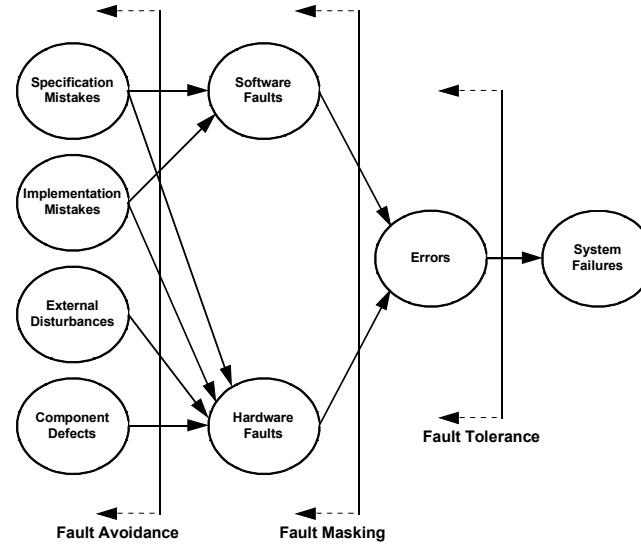 Specification
Mistakes
Software
Faults
Implementation
Mistakes
Errors
System
Failures
External
Disturbances
Component
Defects
Hardware
Faults
Fault Tolerance
Fault Avoidance
Fault Masking